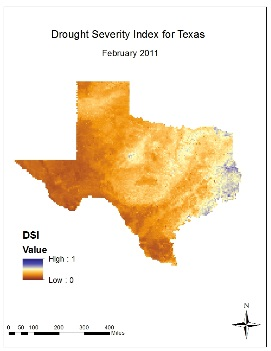 Drought Severity Index for Texas
February 2011
DSI
Value
High : 1
Low : 0
N
0 50 100 200 300 400
Miles